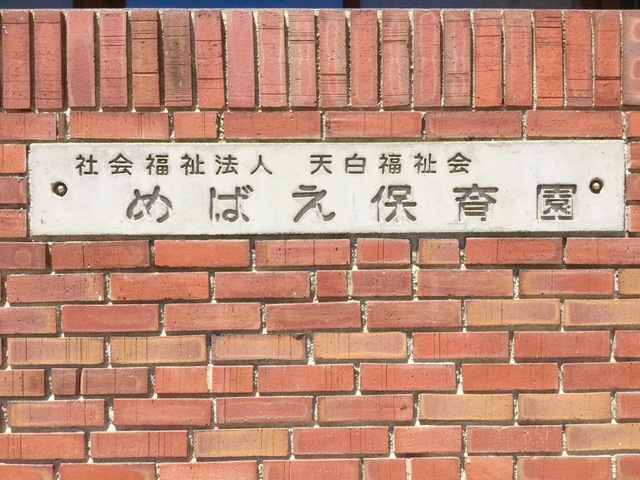 社会福祉法人 天白福祉会
めばえ保育園